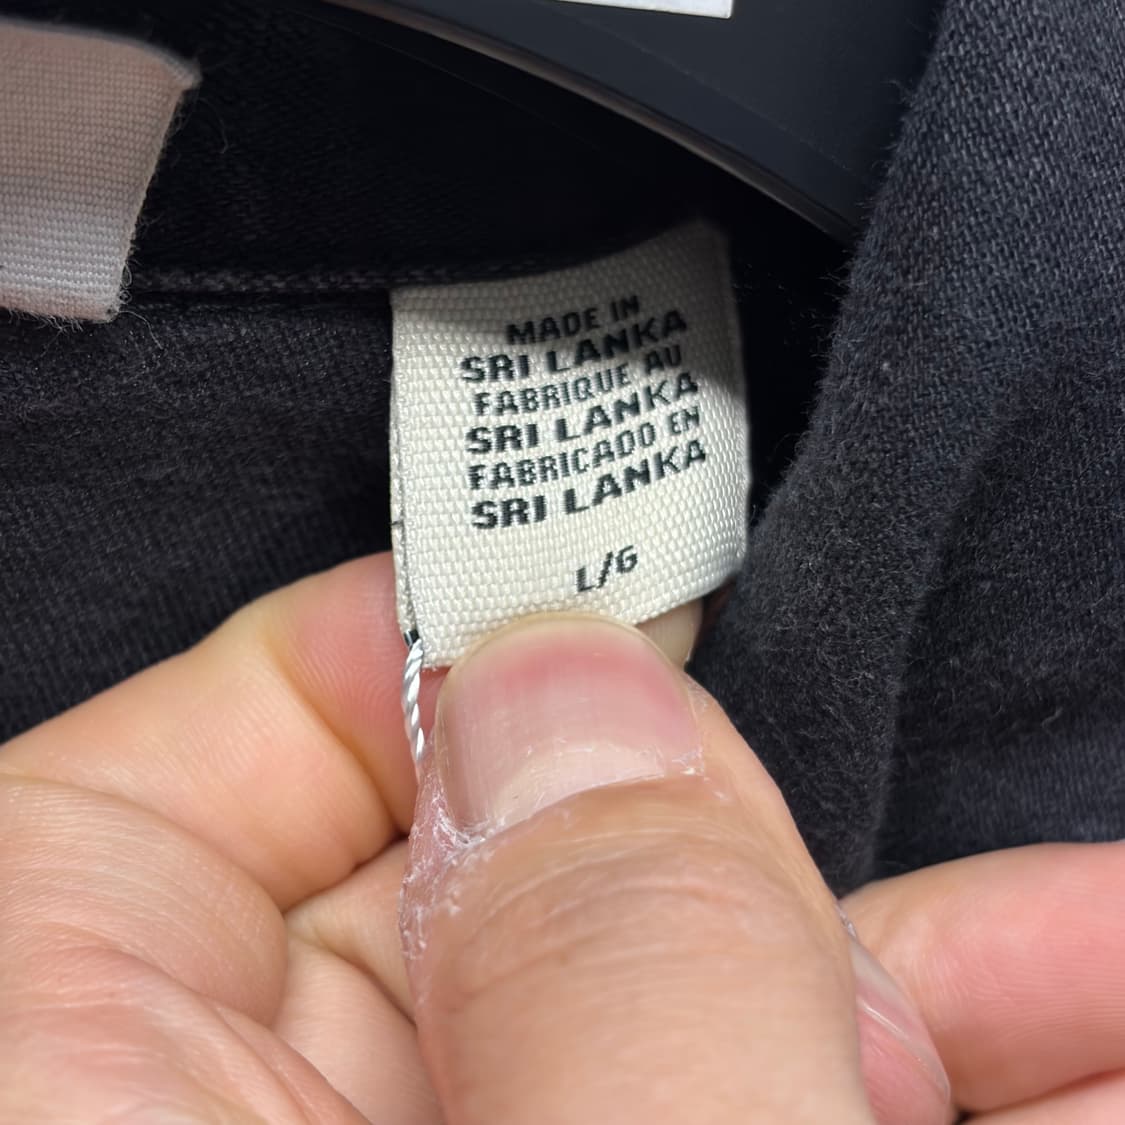 MADE IN
SRI LANKA
FABRIQUE AU
SRI LANKA
FABRICADO EN
SRI LANKA
L/G